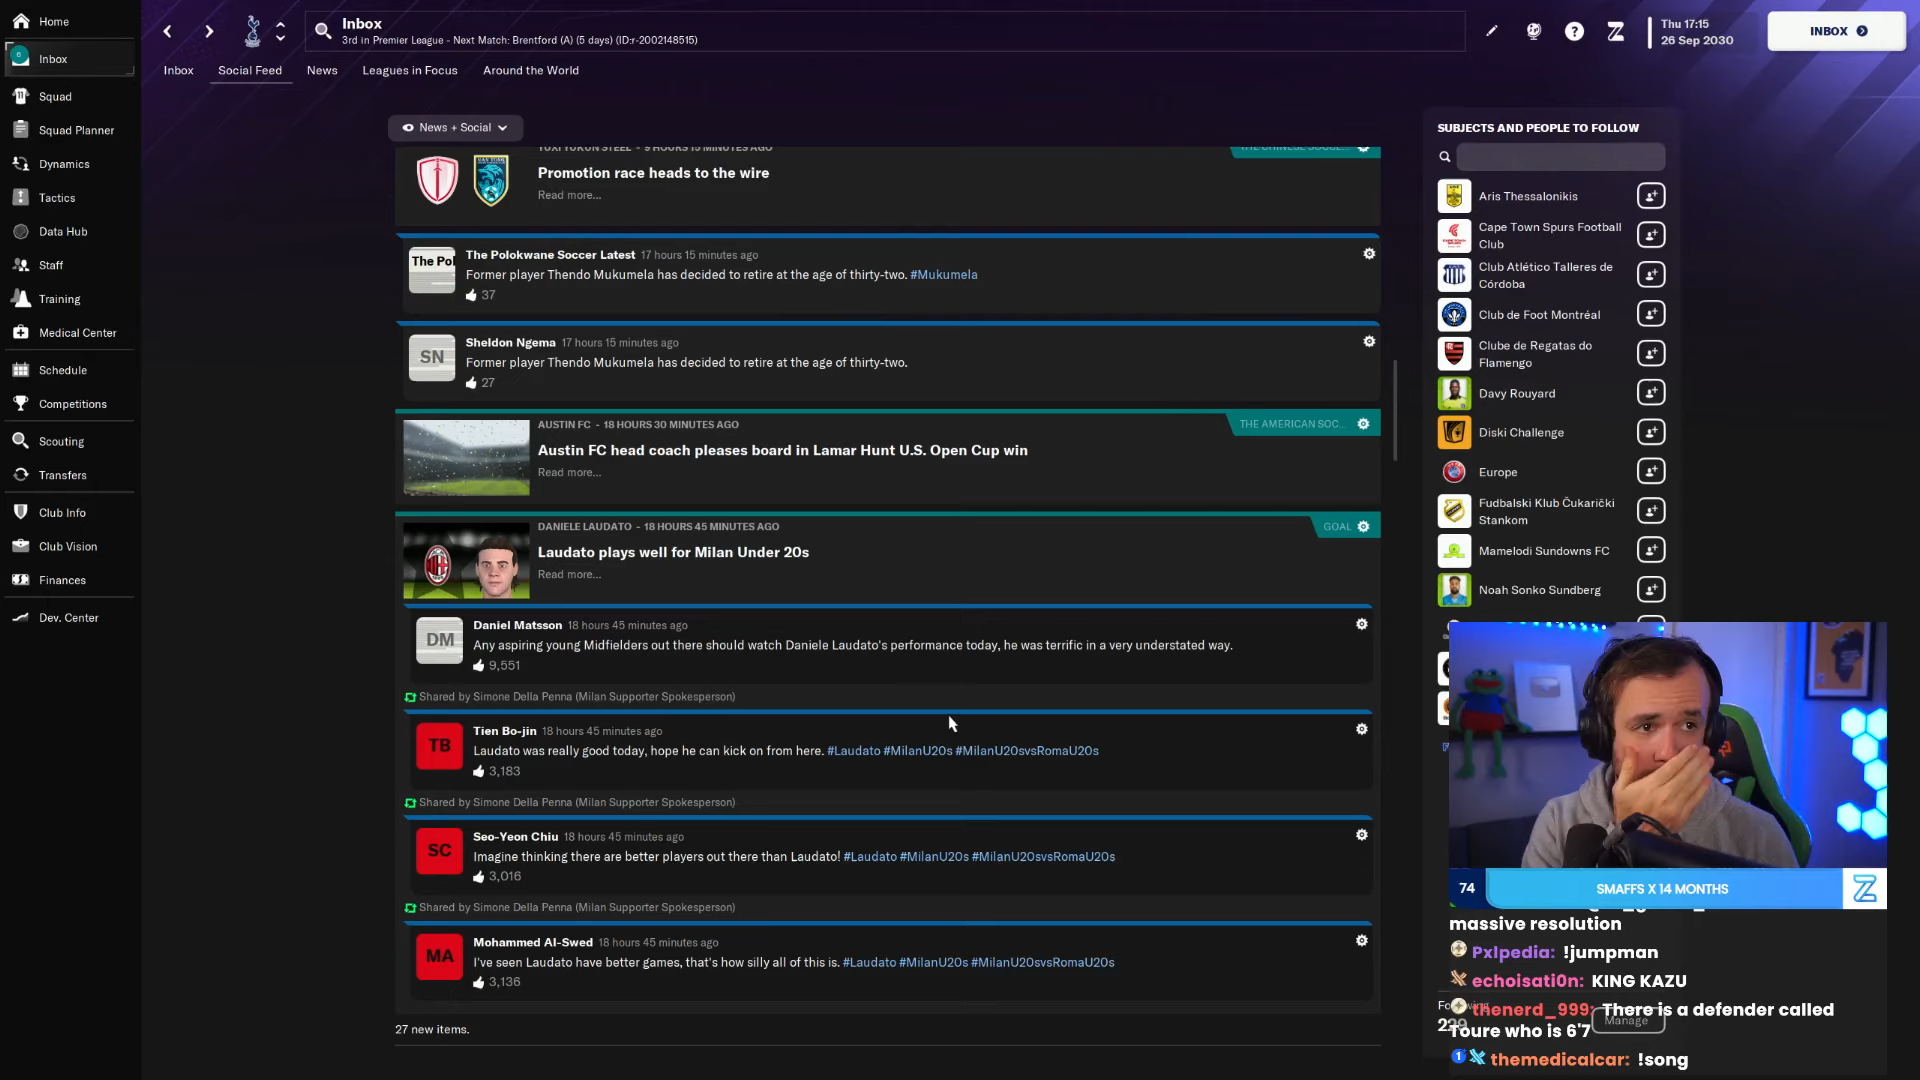 Home
Inbox
Squad
Squad Planner
Dynamics
Tactics
Data Hub
Staff
Training
Medical Center
Schedule
Competitions
Scouting
Transfers
Club Info
Club Vision
Finances
Dev. Center
Inbox
3rd in Premier League - Next Match: Brentford (A) (5 days) (ID:r-2002148515)
Thu 17:15
26 Sep 2030
INBOX
Inbox
Social Feed
News
Leagues in Focus
Around the World
News + Social
YUXI YUKUN STEEL - 9 HOURS 15 MINUTES AGO
Promotion race heads to the wire
Read more...
The Pol
The Polokwane Soccer Latest 17 hours 15 minutes ago
Former player Thendo Mukumela has decided to retire at the age of thirty-two. #Mukumela
37
SN
Sheldon Ngema 17 hours 15 minutes ago
Former player Thendo Mukumela has decided to retire at the age of thirty-two.
27
AUSTIN FC - 18 HOURS 30 MINUTES AGO
THE AMERICAN SOC...
Austin FC head coach pleases board in Lamar Hunt U.S. Open Cup win
Read more...
DANIELE LAUDATO - 18 HOURS 45 MINUTES AGO
GOAL
Laudato plays well for Milan Under 20s
Read more...
DM
Daniel Matsson 18 hours 45 minutes ago
Any aspiring young Midfielders out there should watch Daniele Laudato's performance today, he was terrific in a very understated way.
9,551
Shared by Simone Della Penna (Milan Supporter Spokesperson)
TB
Tien Bo-jin 18 hours 45 minutes ago
Laudato was really good today, hope he can kick on from here. #Laudato #MilanU20s #MilanU20svsRomaU20s
3,183
Shared by Simone Della Penna (Milan Supporter Spokesperson)
SC
Seo-Yeon Chiu 18 hours 45 minutes ago
Imagine thinking there are better players out there than Laudato! #Laudato #MilanU20s #MilanU20svsRomaU20s
3,016
Shared by Simone Della Penna (Milan Supporter Spokesperson)
MA
Mohammed Al-Swed 18 hours 45 minutes ago
I've seen Laudato have better games, that's how silly all of this is. #Laudato #MilanU20s #MilanU20svsRomaU20s
3,136
27 new items.
SUBJECTS AND PEOPLE TO FOLLOW
Aris Thessalonikis
Cape Town Spurs Football
Club
Club Atlético Talleres de
Córdoba
Club de Foot Montréal
Clube de Regatas do
Flamengo
Davy Rouyard
Diski Challenge
Europe
Fudbalski Klub Čukarički
Stankom
Mamelodi Sundowns FC
Noah Sonko Sundberg
74
SMAFFS X 14 MONTHS
massive resolution
Pxlpedia: !jumpman
echoisati0n: KING KAZU
thenerd_999: There is a defender called
Toure who is 6'7
Manage
themedicalcar: !song